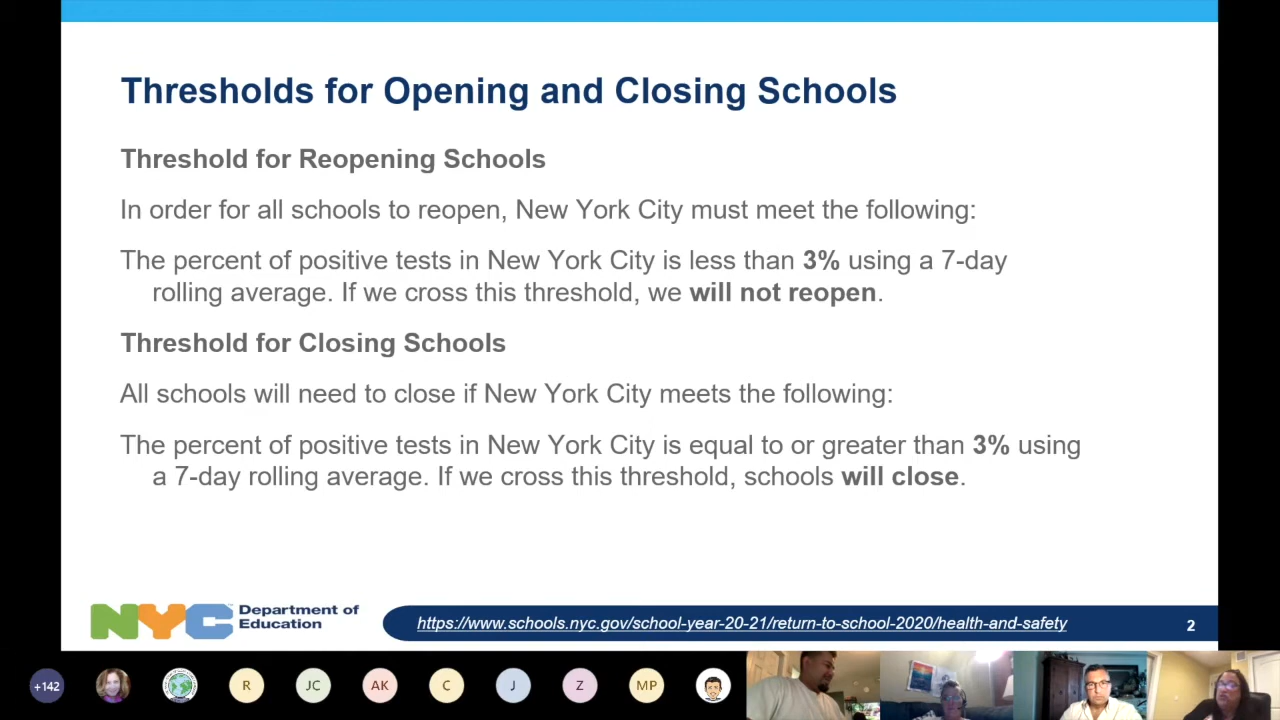 Thresholds for Opening and Closing Schools
Threshold for Reopening Schools
In order for all schools to reopen, New York City must meet the following:
The percent of positive tests in New York City is less than 3% using a 7-day
rolling average. If we cross this threshold, we will not reopen.
Threshold for Closing Schools
All schools will need to close if New York City meets the following:
The percent of positive tests in New York City is equal to or greater than 3% using
a 7-day rolling average. If we cross this threshold, schools will close.
NYC Department of
Education
https://www.schools.nyc.gov/school-year-20-21/return-to-school-2020/health-and-safety
2
+142
R
JC
AK
C
J
Z
MP